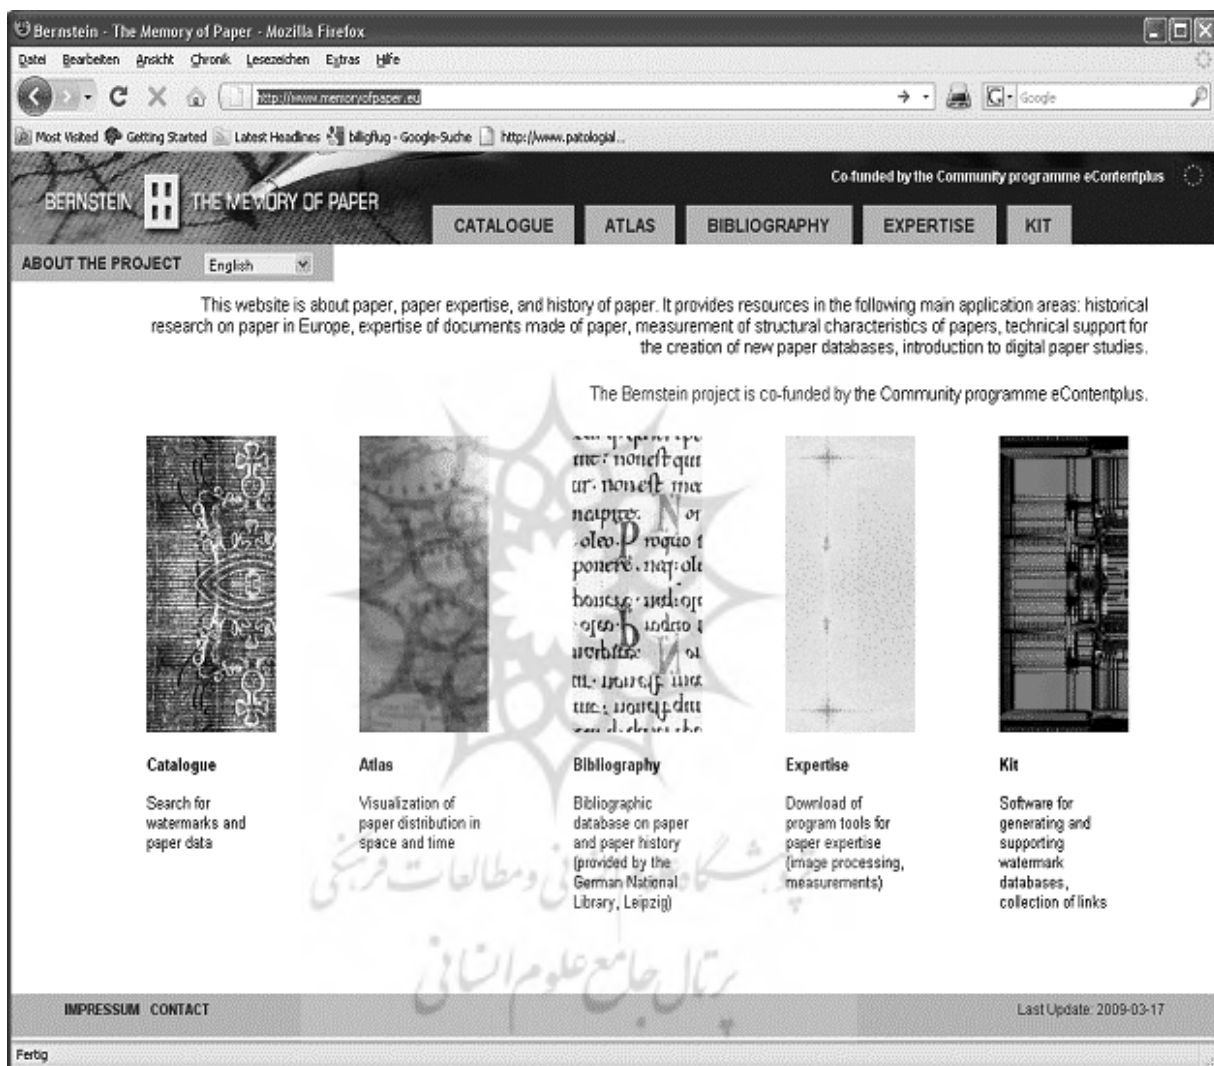 Bernstein - The Memory of Paper - Mozilla Firefox
Datei Bearbeiten Ansicht Chronik Lesezeichen Extras Hilfe
http://www.memoryofpaper.eu
Google
Most Visited Getting Started Latest Headlines billigflug - Google-Suche http://www.patologial...
Co-funded by the Community programme eContentplus
BERNSTEIN THE MEMORY OF PAPER
CATALOGUE ATLAS BIBLIOGRAPHY EXPERTISE KIT
ABOUT THE PROJECT English
This website is about paper, paper expertise, and history of paper. It provides resources in the following main application areas: historical
research on paper in Europe, expertise of documents made of paper, measurement of structural characteristics of papers, technical support for
the creation of new paper databases, introduction to digital paper studies.
The Bernstein project is co-funded by the Community programme eContentplus.
Catalogue
Search for
watermarks and
paper data
Atlas
Visualization of
paper distribution in
space and time
Bibliography
Bibliographic
database on paper
and paper history
(provided by the
German National
Library, Leipzig)
Expertise
Download of
program tools for
paper expertise
(image processing,
measurements)
Kit
Software for
generating and
supporting
watermark
databases,
collection of links
پژوهشگاه علوم انسانی و مطالعات فرهنگی
پرتال جامع علوم انسانی
IMPRESSUM CONTACT
Last Update: 2009-03-17
Fertig